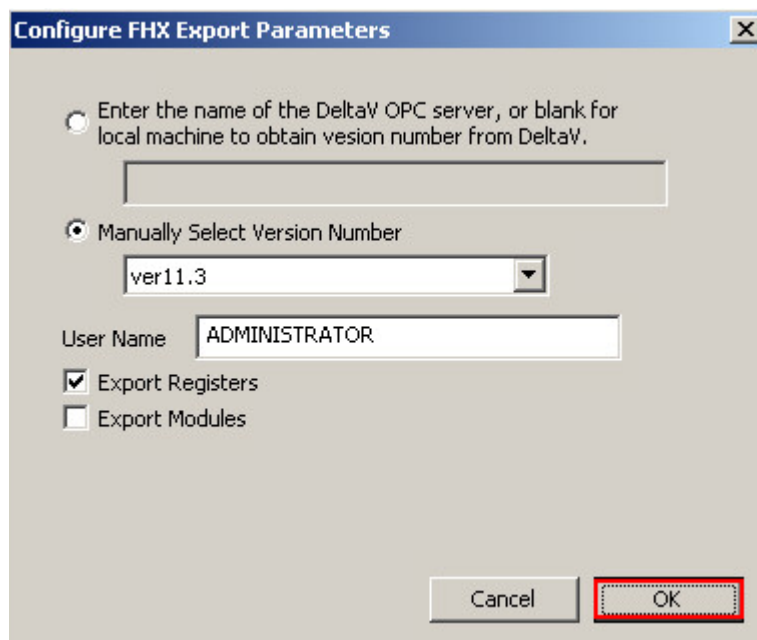 Configure FHX Export Parameters
Enter the name of the DeltaV OPC server, or blank for
local machine to obtain vesion number from DeltaV.
Manually Select Version Number
ver11.3
User Name ADMINISTRATOR
Export Registers
Export Modules
Cancel OK